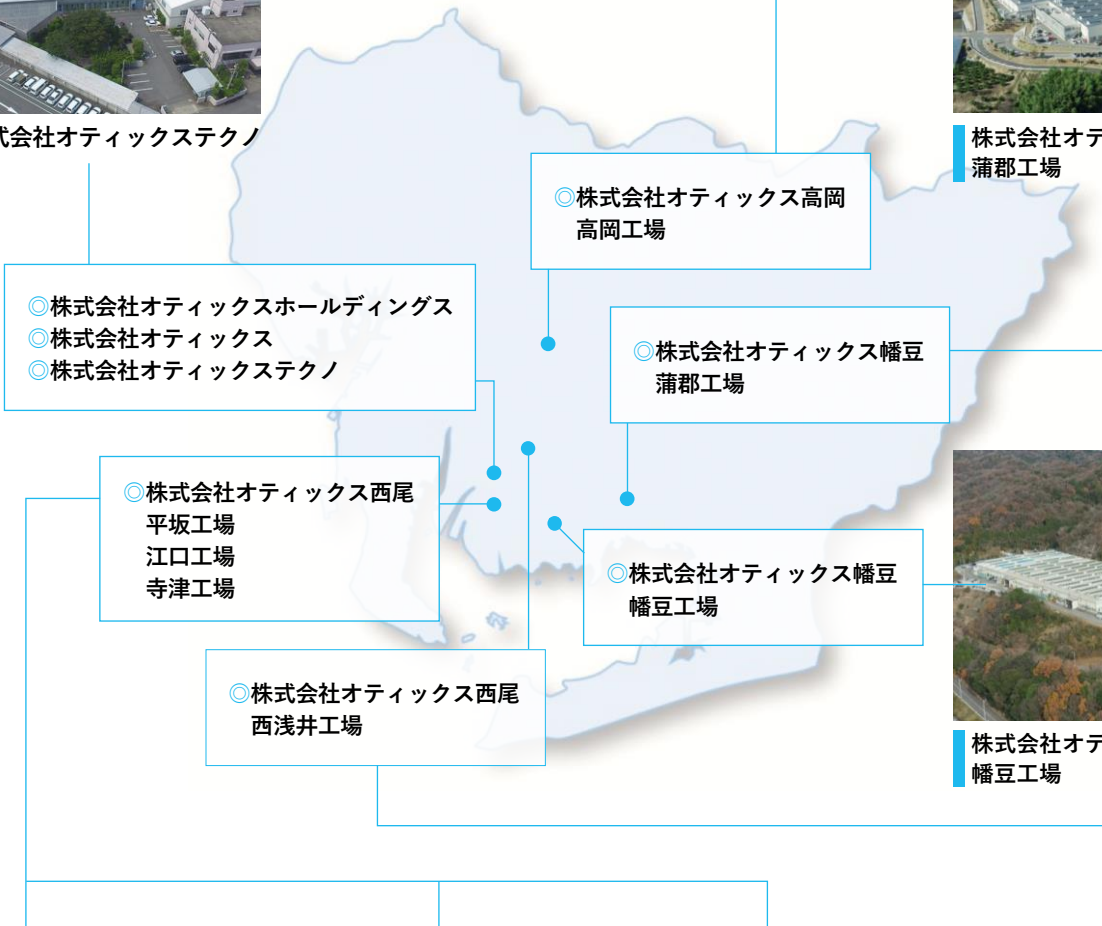 式会社オティックステクノ
株式会社オテ
蒲郡工場
◎株式会社オティックス高岡
高岡工場
◎株式会社オティックスホールディングス
◎株式会社オティックス
◎株式会社オティックステクノ
◎株式会社オティックス幡豆
蒲郡工場
◎株式会社オティックス西尾
平坂工場
江口工場
寺津工場
◎株式会社オティックス幡豆
幡豆工場
◎株式会社オティックス西尾
西浅井工場
株式会社オテ
幡豆工場